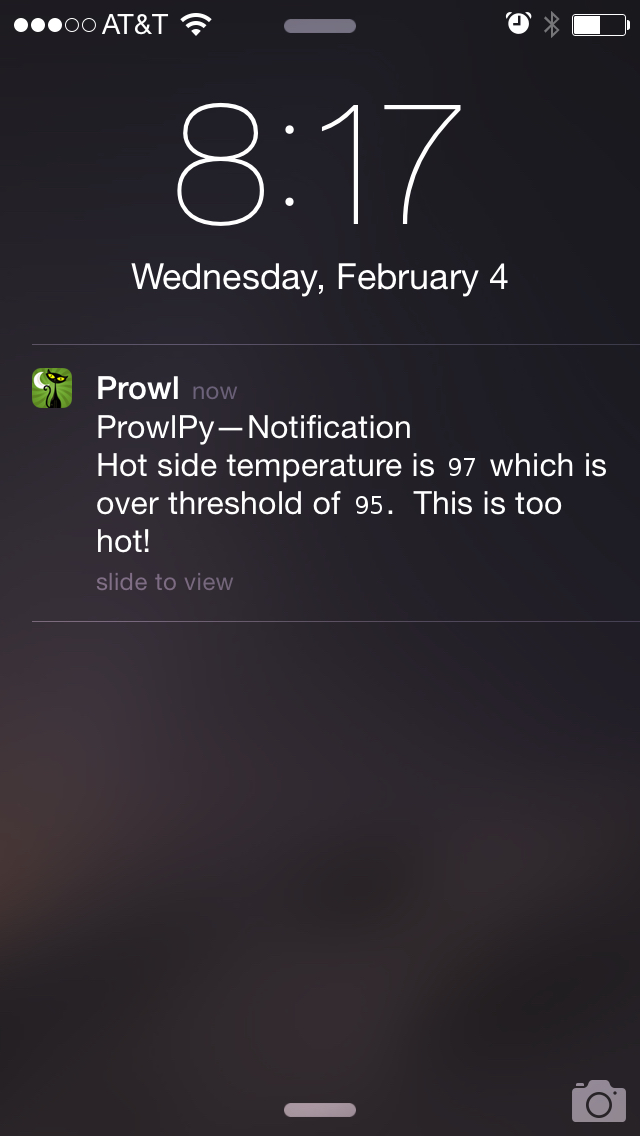 AT&T
8:17
Wednesday, February 4
Prowl now
ProwlPy—Notification
Hot side temperature is 97 which is
over threshold of 95. This is too
hot!
slide to view